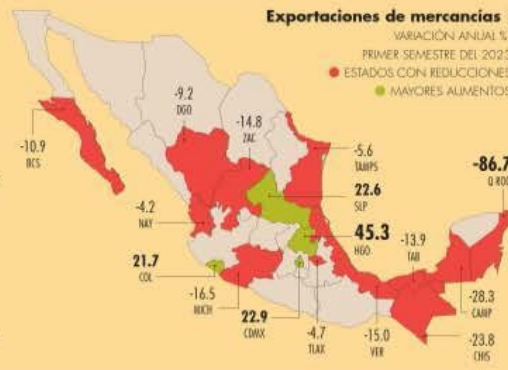 Exportaciones de mercancías
VARIACIÓN ANUAL %
PRIMER SEMESTRE DEL 2023
ESTADOS CON REDUCCIONES
MAYORES AUMENTOS
-9.2
DGO
-14.8
ZAC
-10.9
BCS
-5.6
TAMPS
-86.7
Q ROO
22.6
SLP
-4.2
NAY
45.3
HGO
-13.9
TAB
21.7
COL
-16.5
MICH
22.9
CDMX
-4.7
TLAX
-15.0
VER
-28.3
CAMP
-23.8
CHIS